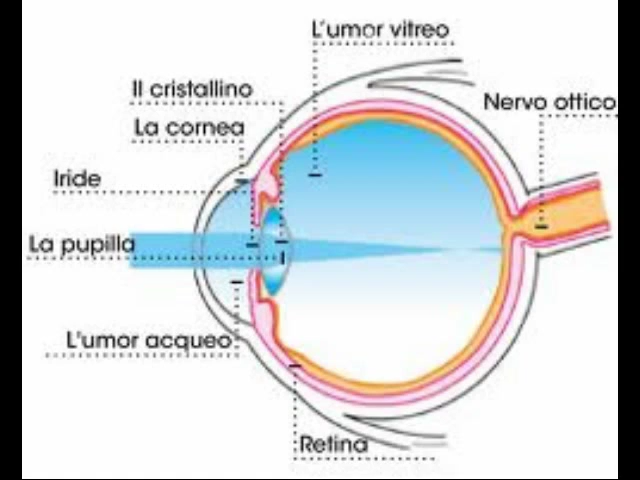 L'umor vitreo
Il cristallino
Nervo ottico
La cornea
Iride
La pupilla
L'umor acqueo
Retina